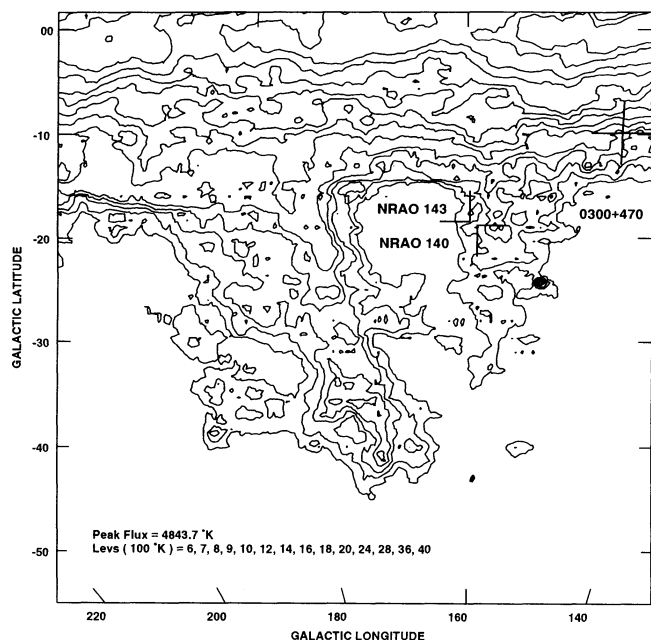 00
-10
-20
-30
-40
-50
GALACTIC LATITUDE
NRAO 143
0300+470
NRAO 140
Peak Flux = 4843.7 °K
Levs ( 100 °K ) = 6, 7, 8, 9, 10, 12, 14, 16, 18, 20, 24, 28, 36, 40
220 200 180 160 140
GALACTIC LONGITUDE